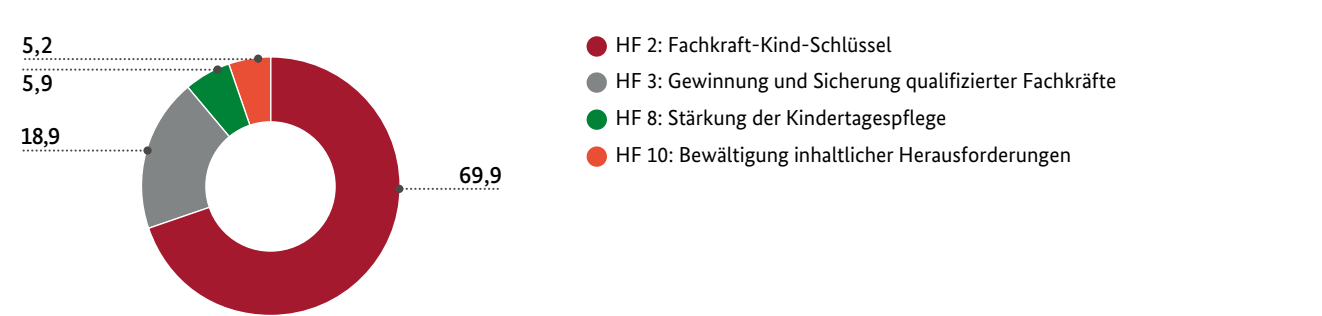 5,2
5,9
18,9
69,9
HF 2: Fachkraft-Kind-Schlüssel
HF 3: Gewinnung und Sicherung qualifizierter Fachkräfte
HF 8: Stärkung der Kindertagespflege
HF 10: Bewältigung inhaltlicher Herausforderungen